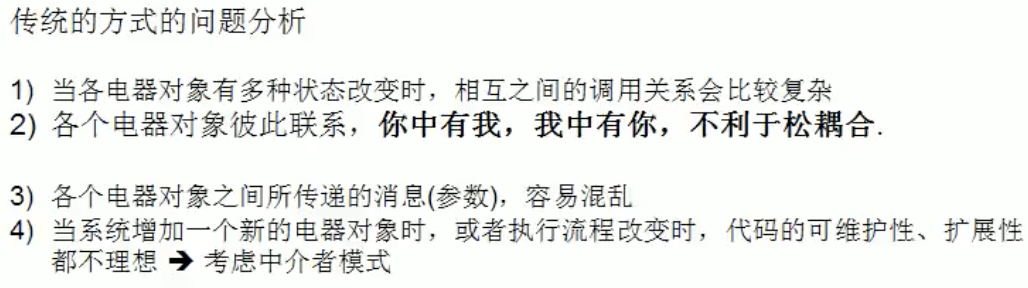 传统的方式的问题分析
1) 当各电器对象有多种状态改变时，相互之间的调用关系会比较复杂
2) 各个电器对象彼此联系，你中有我，我中有你，不利于松耦合.
3) 各个电器对象之间所传递的消息(参数)，容易混乱
4) 当系统增加一个新的电器对象时，或者执行流程改变时，代码的可维护性、扩展性
都不理想 ➔ 考虑中介者模式